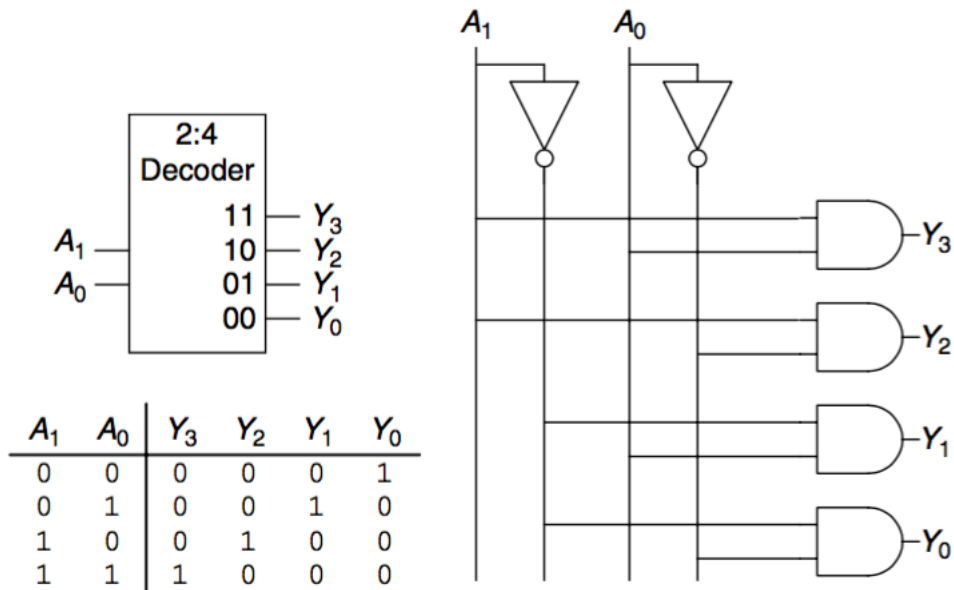 2:4
Decoder
11 Y3
A1 10 Y2
A0 01 Y1
00 Y0
A1 A0 Y3 Y2 Y1 Y0
0 0 0 0 0 1
0 1 0 0 1 0
1 0 0 1 0 0
1 1 1 0 0 0
A1 A0
Y3
Y2
Y1
Y0